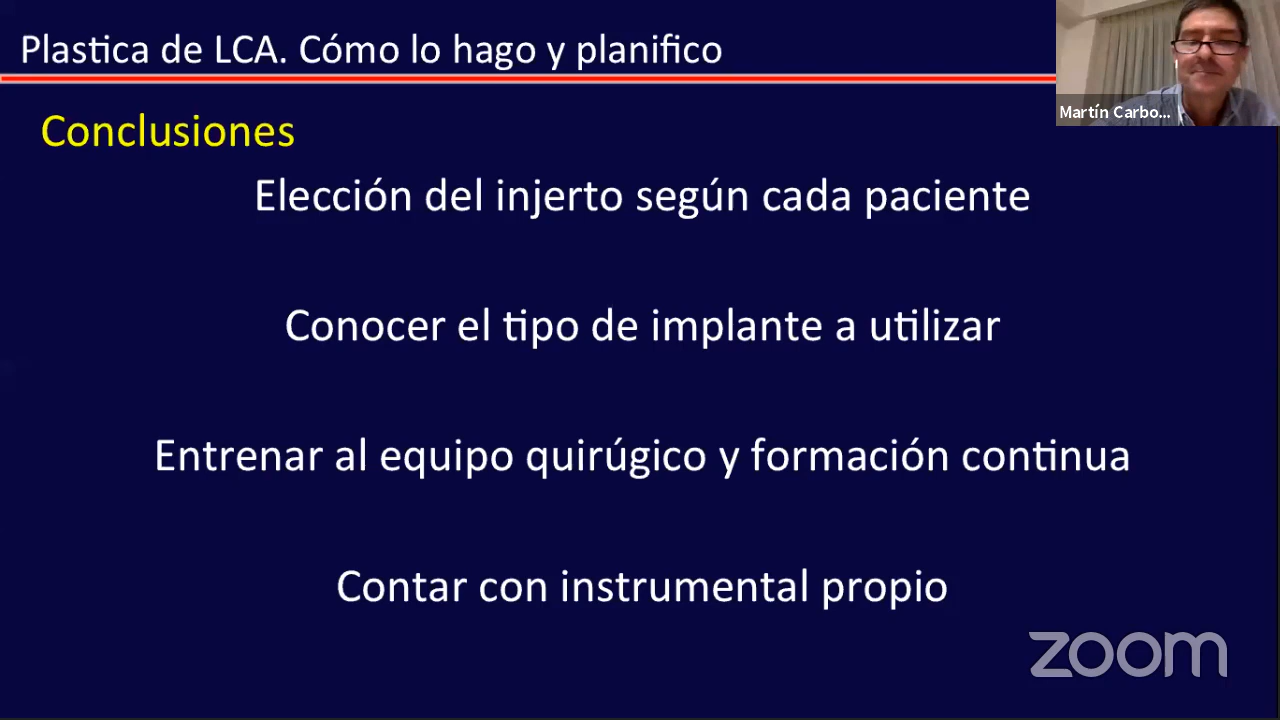 Plastica de LCA. Cómo lo hago y planifico
Martín Carbo...
Conclusiones
Elección del injerto según cada paciente
Conocer el tipo de implante a utilizar
Entrenar al equipo quirúgico y formación continua
Contar con instrumental propio
zoom